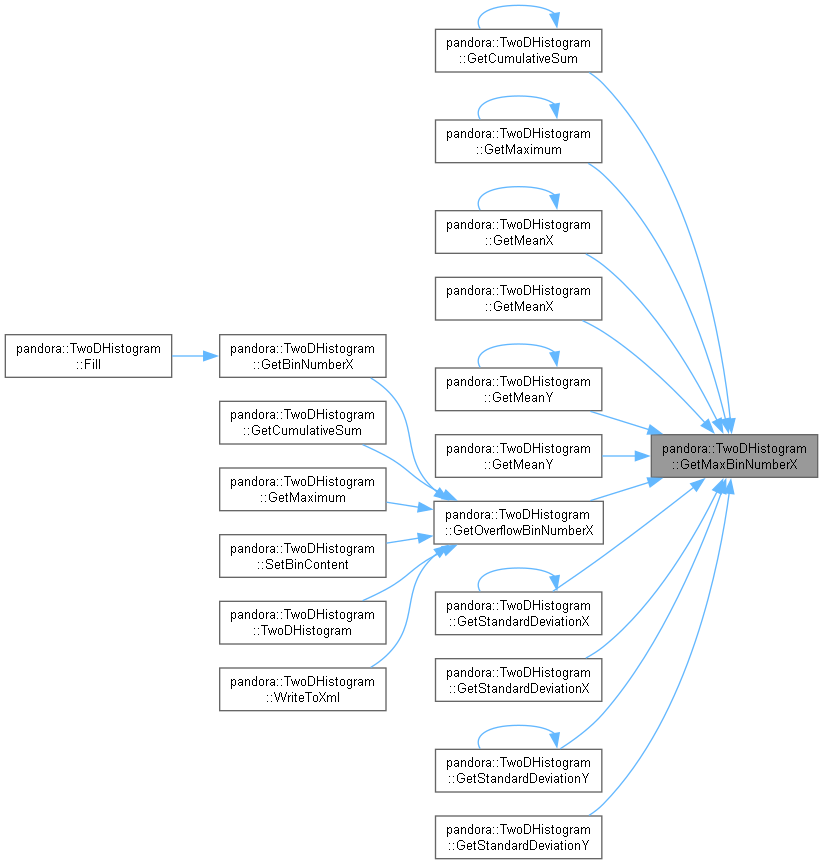 pandora::TwoDHistogram
::GetCumulativeSum
pandora::TwoDHistogram
::GetMaximum
pandora::TwoDHistogram
::GetMeanX
pandora::TwoDHistogram
::GetMeanX
pandora::TwoDHistogram
::Fill
pandora::TwoDHistogram
::GetBinNumberX
pandora::TwoDHistogram
::GetMeanY
pandora::TwoDHistogram
::GetCumulativeSum
pandora::TwoDHistogram
::GetMeanY
pandora::TwoDHistogram
::GetMaxBinNumberX
pandora::TwoDHistogram
::GetMaximum
pandora::TwoDHistogram
::GetOverflowBinNumberX
pandora::TwoDHistogram
::SetBinContent
pandora::TwoDHistogram
::GetStandardDeviationX
pandora::TwoDHistogram
::TwoDHistogram
pandora::TwoDHistogram
::GetStandardDeviationX
pandora::TwoDHistogram
::WriteToXml
pandora::TwoDHistogram
::GetStandardDeviationY
pandora::TwoDHistogram
::GetStandardDeviationY